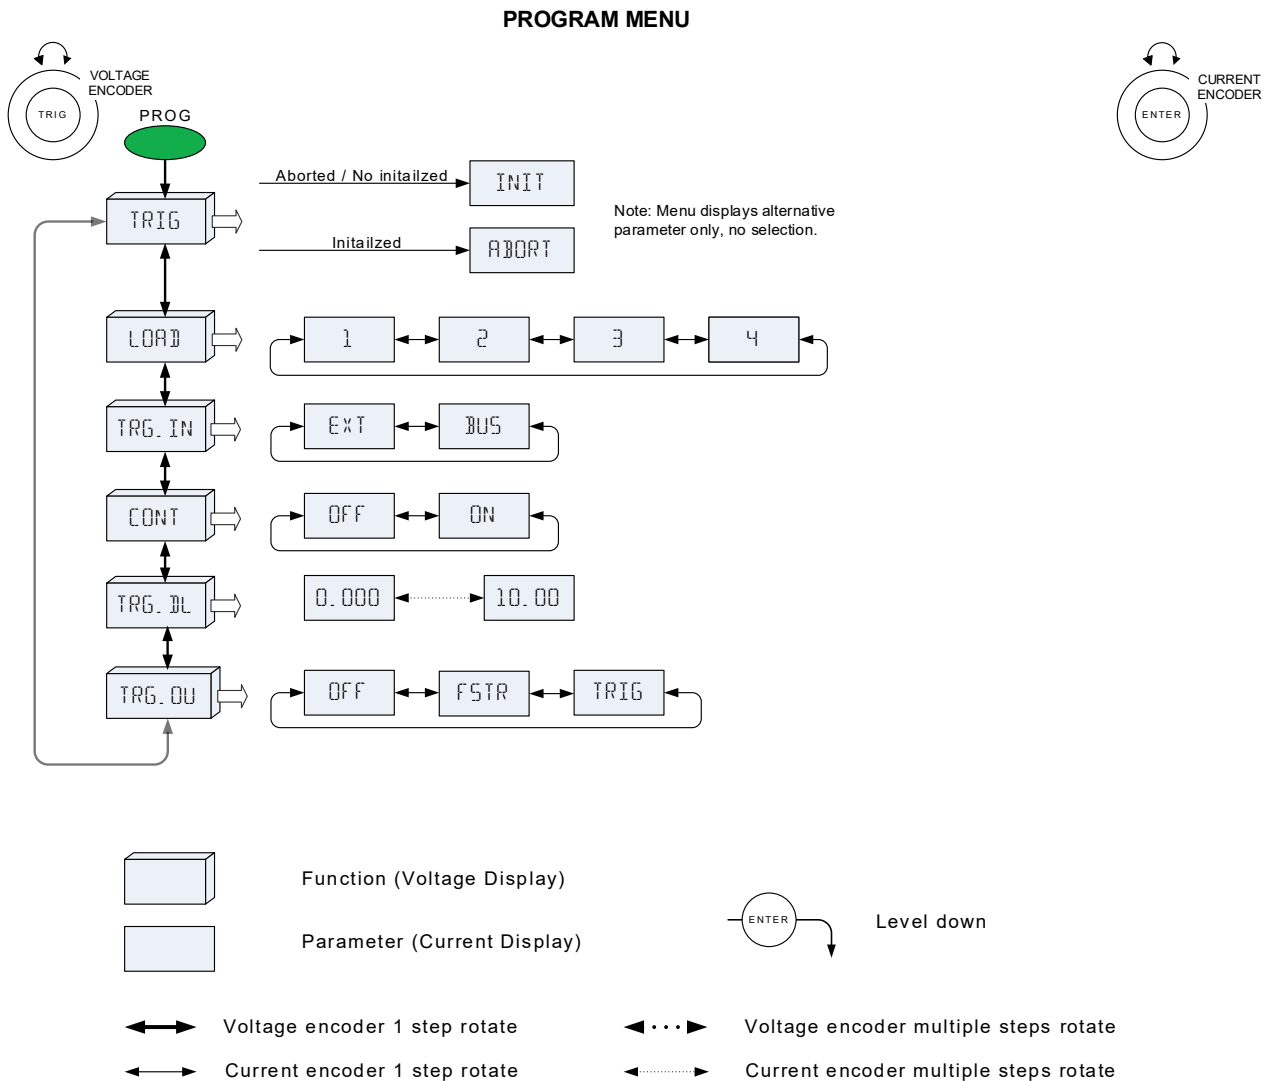 PROGRAM MENU
VOLTAGE
ENCODER
TRIG
PROG
CURRENT
ENCODER
ENTER
Aborted / No initailzed
INIT
TRIG
Note: Menu displays alternative
parameter only, no selection.
Initailzed
ABORT
LOAD
1
2
3
4
TRG.IN
EXT
BUS
CONT
OFF
ON
TRG.DL
0.000
10.00
TRG.OU
OFF
FSTR
TRIG
Function (Voltage Display)
Parameter (Current Display)
ENTER
Level down
Voltage encoder 1 step rotate
Voltage encoder multiple steps rotate
Current encoder 1 step rotate
Current encoder multiple steps rotate